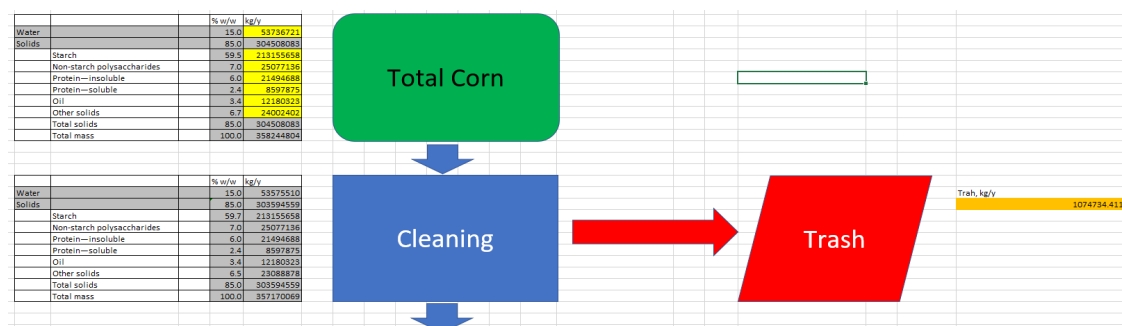 % w/w kg/y
Water 15.0 53736721
Solids 85.0 304508083
Starch 59.5 213155658
Non-starch polysaccharides 7.0 25077136
Protein—insoluble 6.0 21494688
Protein—soluble 2.4 8597875
Oil 3.4 12180323
Other solids 6.7 24002402
Total solids 85.0 304508083
Total mass 100.0 358244804
Total Corn
% w/w kg/y
Water 15.0 53575510
Solids 85.0 303594559
Starch 59.7 213155658
Non-starch polysaccharides 7.0 25077136
Protein—insoluble 6.0 21494688
Protein—soluble 2.4 8597875
Oil 3.4 12180323
Other solids 6.5 23088878
Total solids 85.0 303594559
Total mass 100.0 357170069
Cleaning
Trash
Trah, kg/y
1074734.411